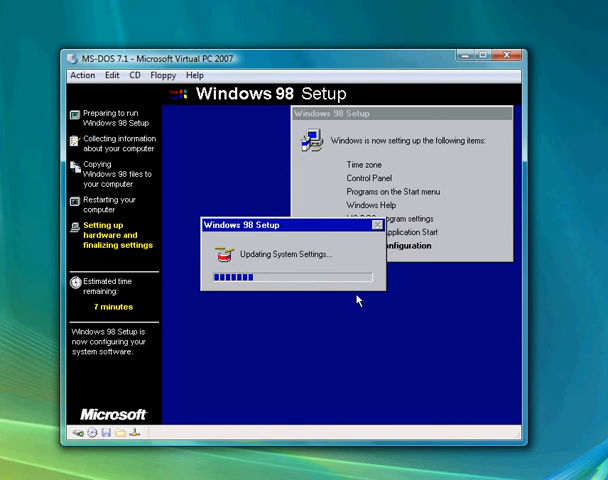 MS-DOS 7.1 - Microsoft Virtual PC 2007
Action Edit CD Floppy Help
Windows 98 Setup
Preparing to run
Windows 98 Setup
Collecting information
about your computer
Copying
Windows 98 files to
your computer
Restarting your
computer
Setting up
hardware and
finalizing settings
Estimated time
remaining:
7 minutes
Windows 98 Setup is
now configuring your
system software.
Microsoft
Windows 98 Setup
Windows is now setting up the following items:
Time zone
Control Panel
Programs on the Start menu
Windows Help
program settings
Application Start
Windows 98 Setup
Updating System Settings...